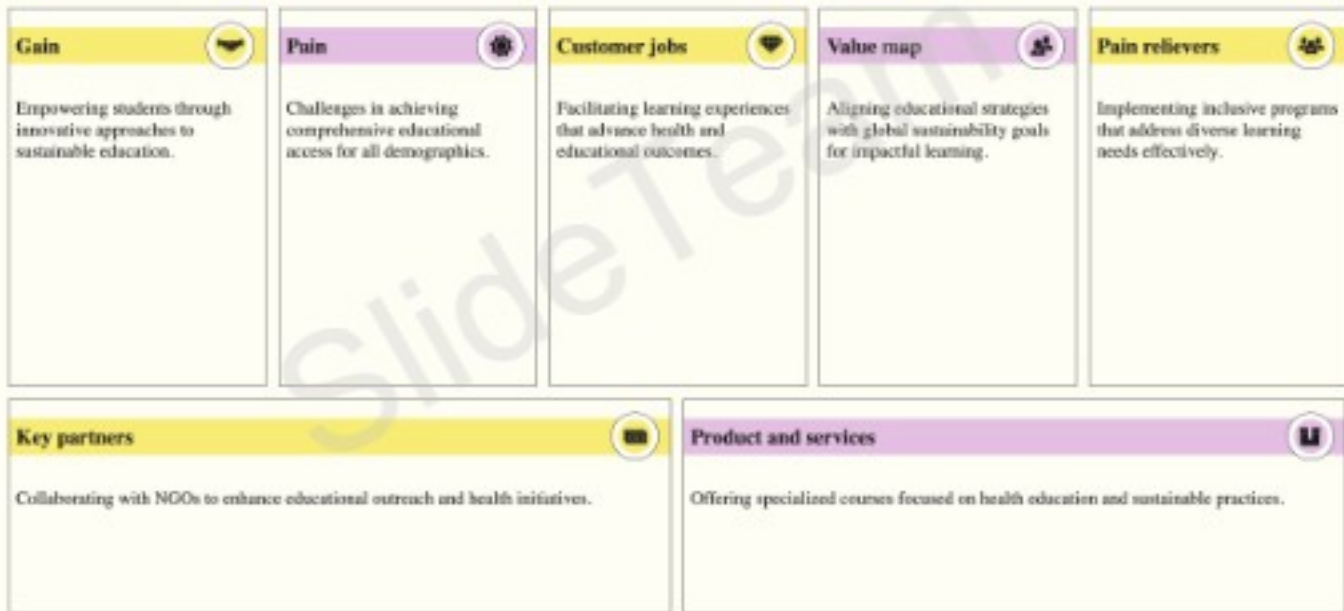 Gain
Empowering students through
innovative approaches to
sustainable education.
Pain
Challenges in achieving
comprehensive educational
access for all demographics.
Customer jobs
Facilitating learning experiences
that advance health and
educational outcomes.
Value map
Aligning educational strategies
with global sustainability goals
for impactful learning.
Pain relievers
Implementing inclusive programs
that address diverse learning
needs effectively.
Key partners
Collaborating with NGOs to enhance educational outreach and health initiatives.
Product and services
Offering specialized courses focused on health education and sustainable practices.
SlideTeam